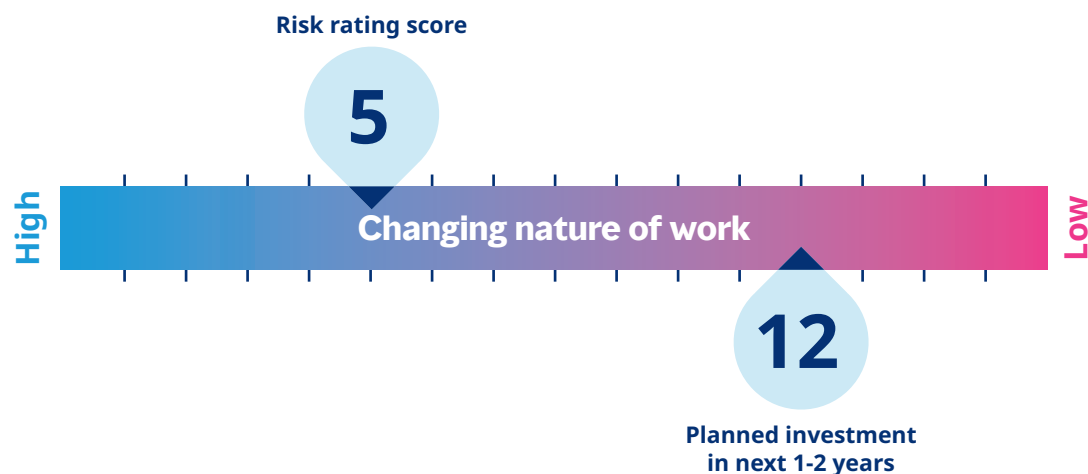 Risk rating score
5
High
Changing nature of work
Low
12
Planned investment
in next 1-2 years